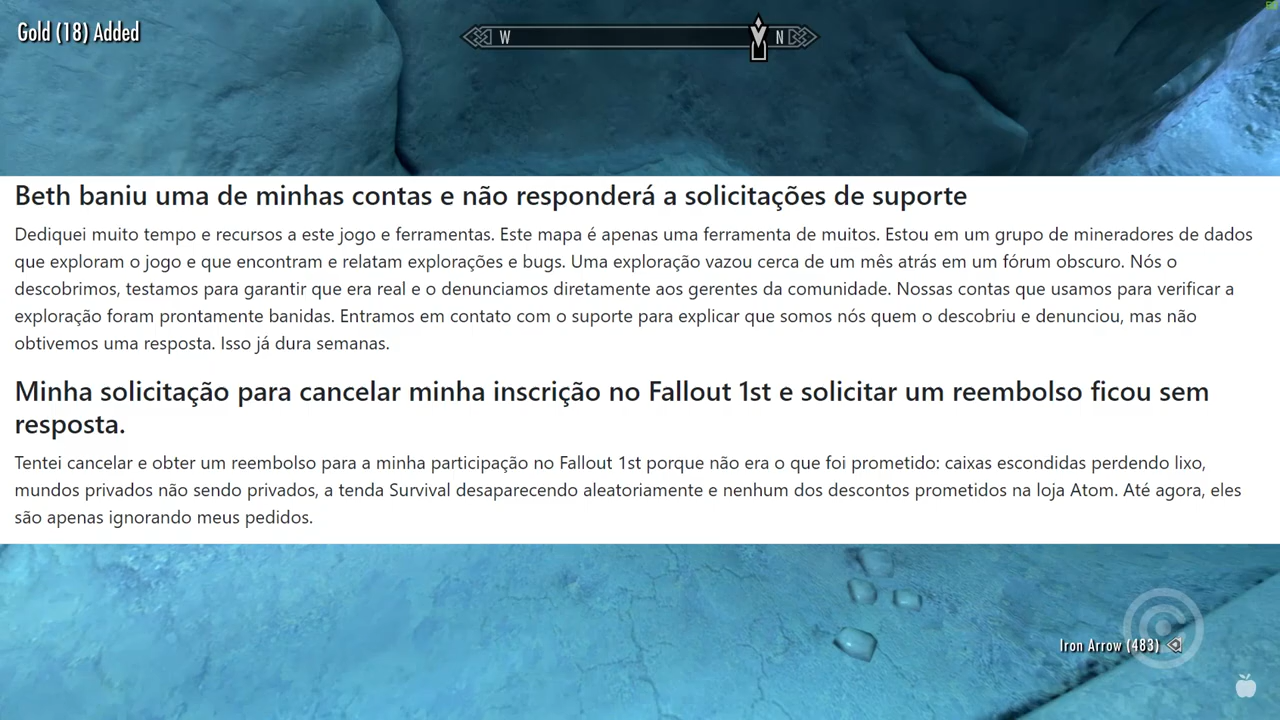 Gold (18) Added
W
N
Beth baniu uma de minhas contas e não responderá a solicitações de suporte
Dediquei muito tempo e recursos a este jogo e ferramentas. Este mapa é apenas uma ferramenta de muitos. Estou em um grupo de mineradores de dados
que exploram o jogo e que encontram e relatam explorações e bugs. Uma exploração vazou cerca de um mês atrás em um fórum obscuro. Nós o
descobrimos, testamos para garantir que era real e o denunciamos diretamente aos gerentes da comunidade. Nossas contas que usamos para verificar a
exploração foram prontamente banidas. Entramos em contato com o suporte para explicar que somos nós quem o descobriu e denunciou, mas não
obtivemos uma resposta. Isso já dura semanas.
Minha solicitação para cancelar minha inscrição no Fallout 1st e solicitar um reembolso ficou sem
resposta.
Tentei cancelar e obter um reembolso para a minha participação no Fallout 1st porque não era o que foi prometido: caixas escondidas perdendo lixo,
mundos privados não sendo privados, a tenda Survival desaparecendo aleatoriamente e nenhum dos descontos prometidos na loja Atom. Até agora, eles
são apenas ignorando meus pedidos.
Iron Arrow (483)